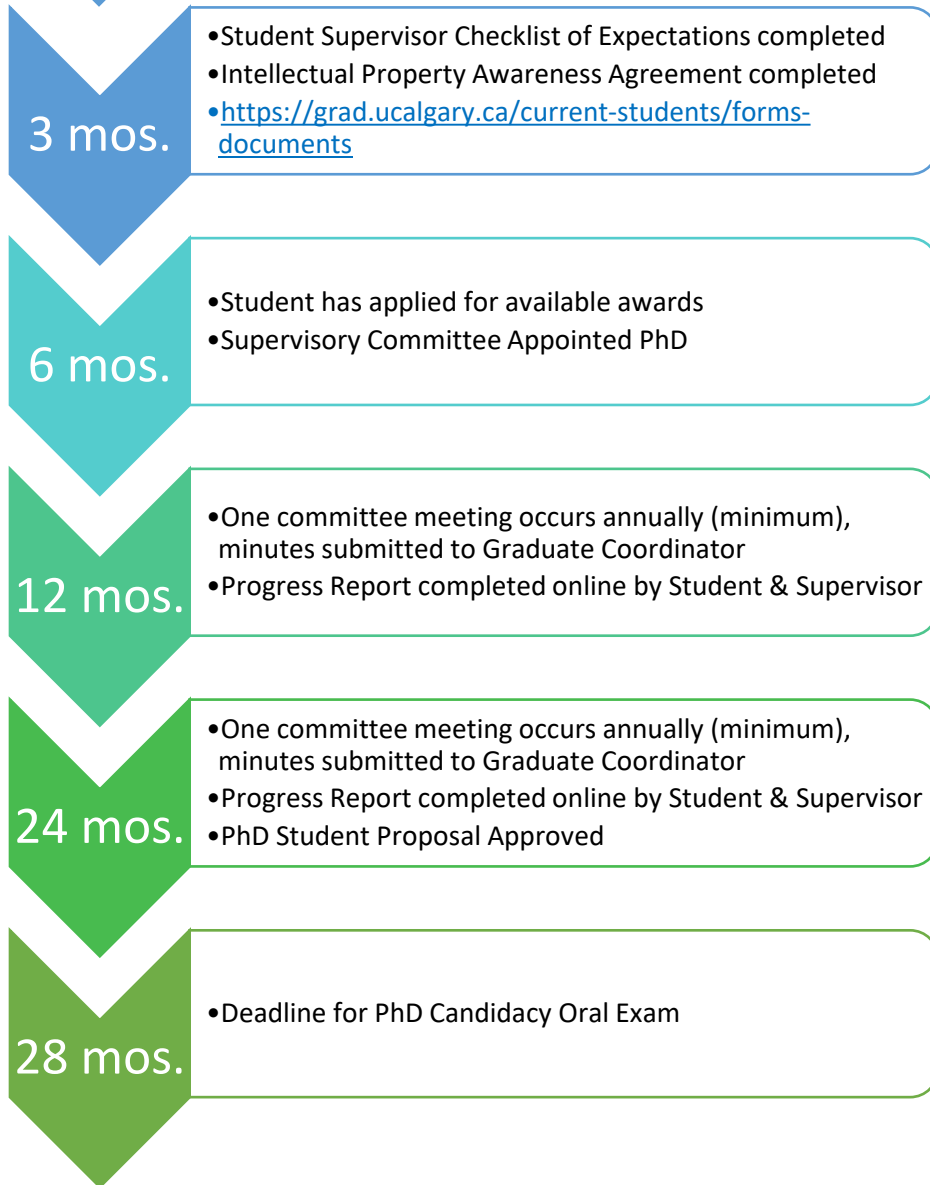 3 mos.
•Student Supervisor Checklist of Expectations completed
•Intellectual Property Awareness Agreement completed
•https://grad.ucalgary.ca/current-students/forms-
documents
6 mos.
•Student has applied for available awards
•Supervisory Committee Appointed PhD
12 mos.
•One committee meeting occurs annually (minimum),
minutes submitted to Graduate Coordinator
•Progress Report completed online by Student & Supervisor
24 mos.
•One committee meeting occurs annually (minimum),
minutes submitted to Graduate Coordinator
•Progress Report completed online by Student & Supervisor
•PhD Student Proposal Approved
28 mos.
•Deadline for PhD Candidacy Oral Exam